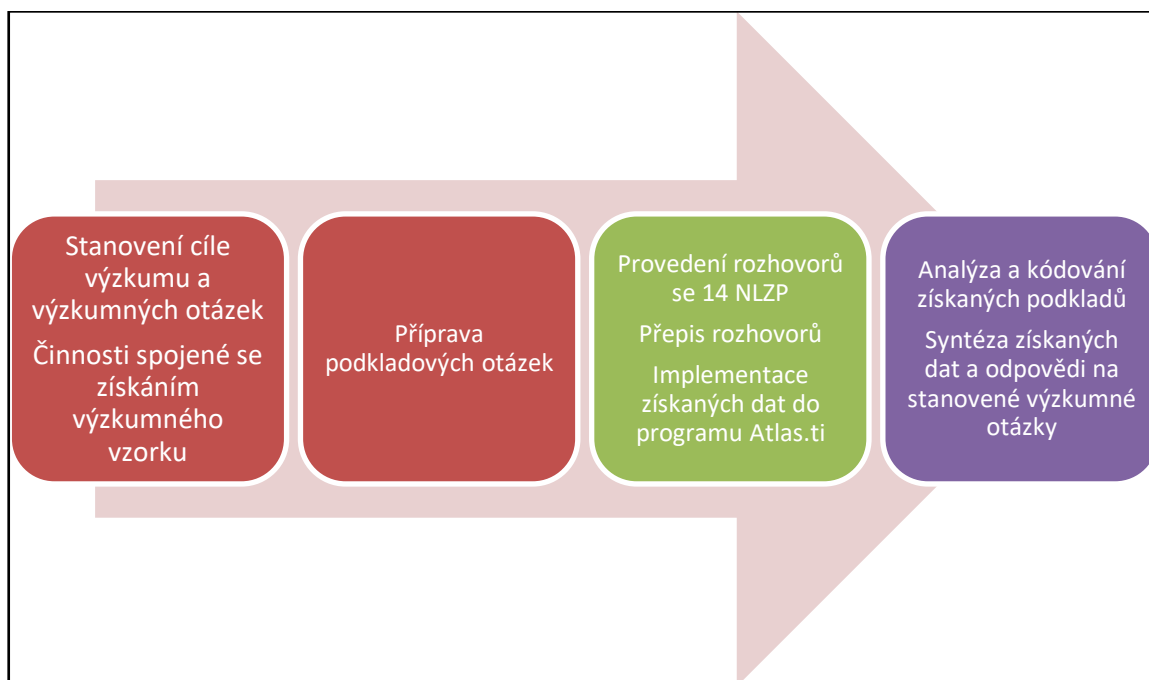 Stanovení cíle
výzkumu a
výzkumných otázek
Činnosti spojené se
získáním
výzkumného
vzorku
Příprava
podkladových otázek
Provedení rozhovorů
se 14 NLZP
Přepis rozhovorů
Implementace
získaných dat do
programu Atlas.ti
Analýza a kódování
získaných podkladů
Syntéza získaných
dat a odpovědi na
stanovené výzkumné
otázky